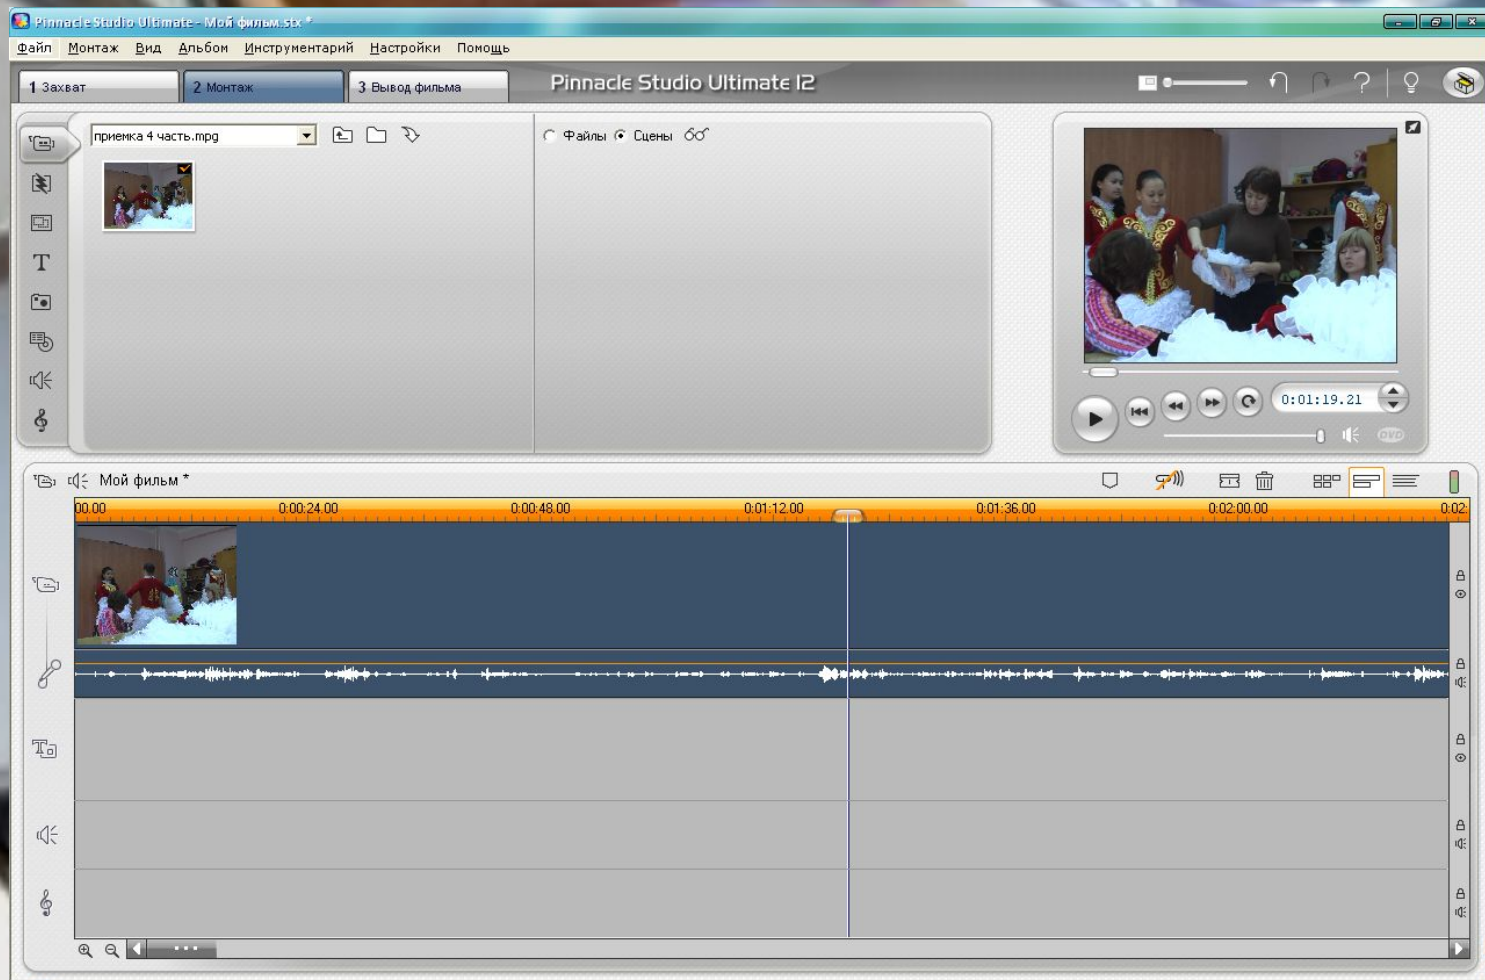 Pinnacle Studio Ultimate - Мой фильм.stx *
Файл Монтаж Вид Альбом Инструментарий Настройки Помощь
1 Захват 2 Монтаж 3 Вывод фильма Pinnacle Studio Ultimate 12
приемка 4 часть.mpg Файлы Сцены
T
0:01:19.21
DVD
Мой фильм *
00.00 0:00:24.00 0:00:48.00 0:01:12.00 0:01:36.00 0:02:00.00 0:02:
T